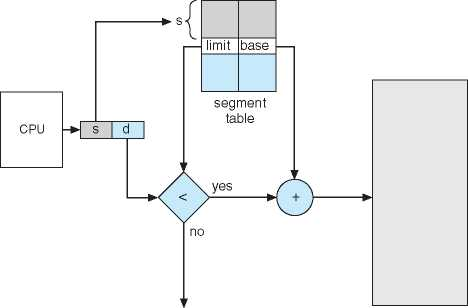 s
limit base
segment
table
CPU
s d
<
yes
+
no